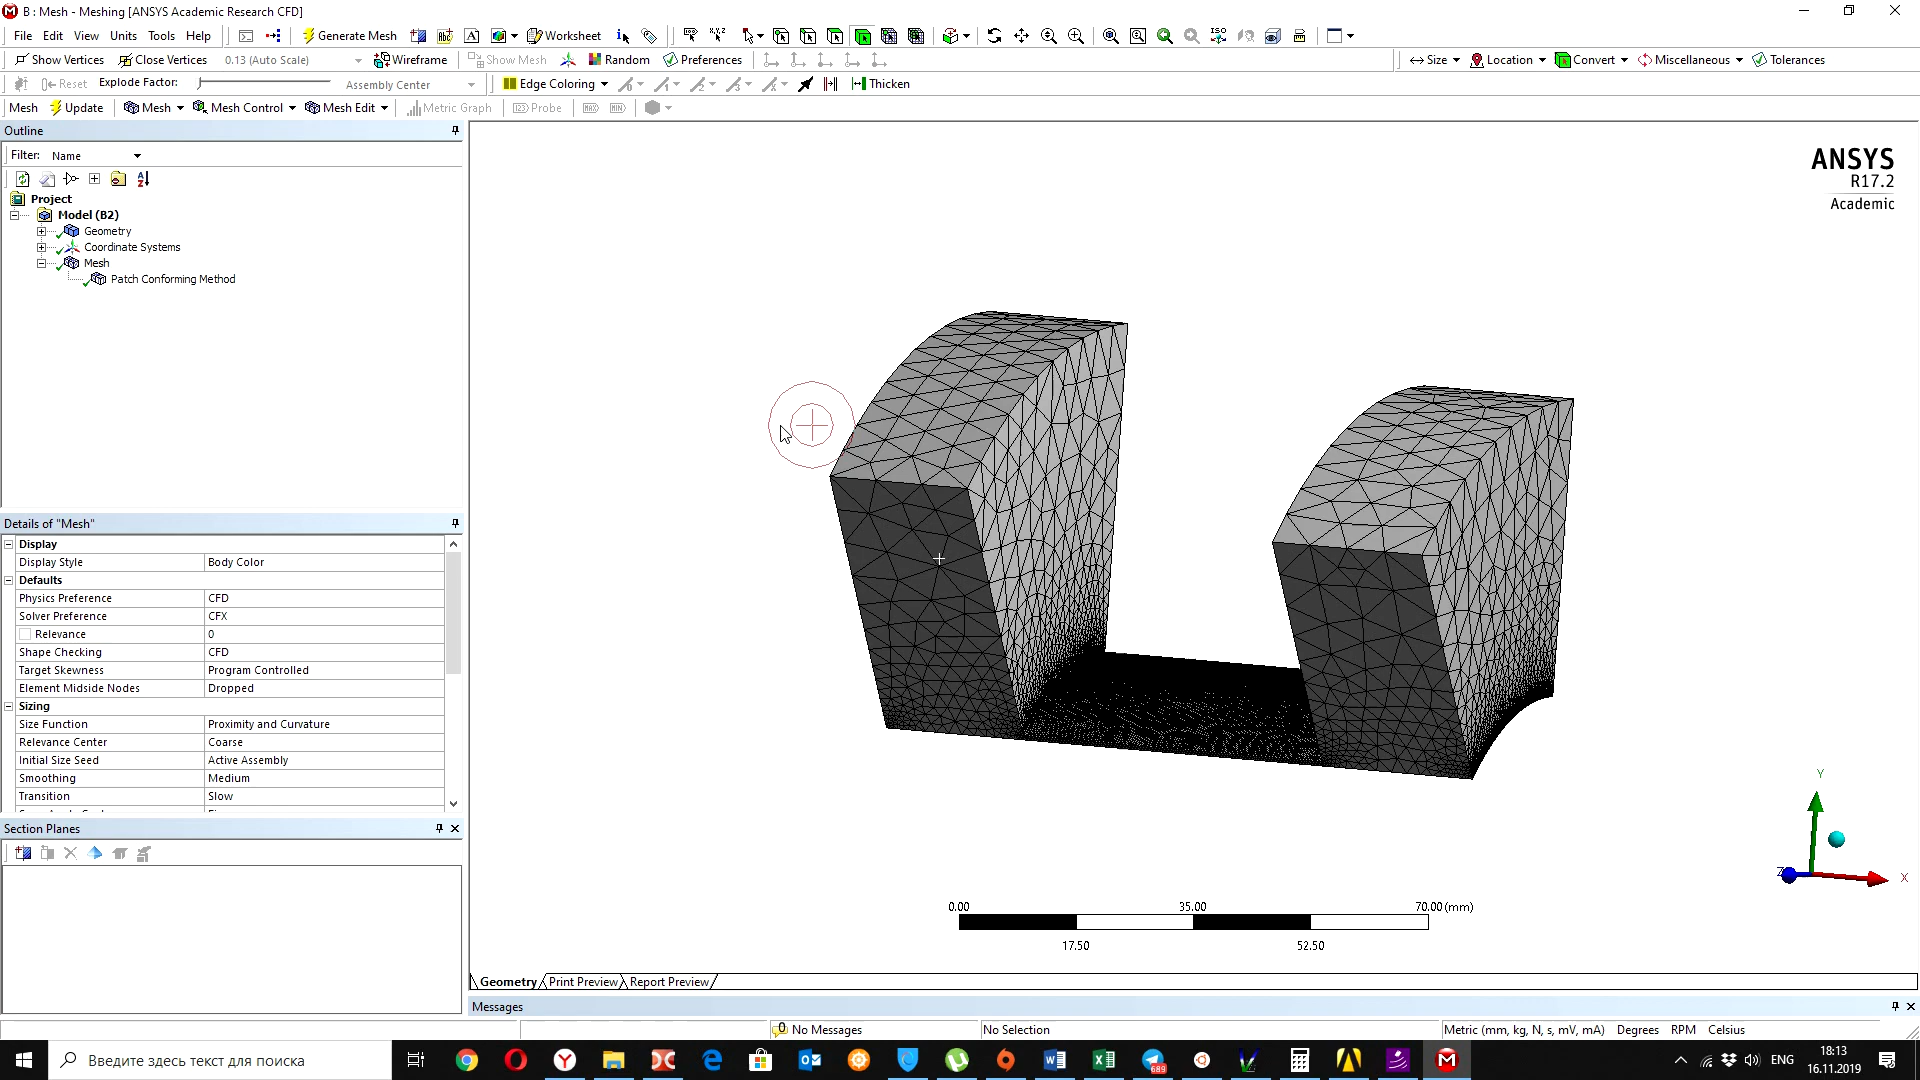 B : Mesh - Meshing [ANSYS Academic Research CFD]
File Edit View Units Tools Help Generate Mesh Worksheet
Show Vertices Close Vertices 0.13 (Auto Scale) Wireframe Show Mesh Random Preferences Size Location Convert Miscellaneous Tolerances
Reset Explode Factor: Assembly Center Edge Coloring Thicken
Mesh Update Mesh Mesh Control Mesh Edit Metric Graph Probe
Outline
Filter: Name
Project
Model (B2)
Geometry
Coordinate Systems
Mesh
Patch Conforming Method
Details of "Mesh"
Display
Display Style Body Color
Defaults
Physics Preference CFD
Solver Preference CFX
Relevance 0
Shape Checking CFD
Target Skewness Program Controlled
Element Midside Nodes Dropped
Sizing
Size Function Proximity and Curvature
Relevance Center Coarse
Initial Size Seed Active Assembly
Smoothing Medium
Transition Slow
Section Planes
ANSYS
R17.2
Academic
Y
Z
X
0.00 35.00 70.00 (mm)
17.50 52.50
Geometry Print Preview Report Preview
Messages
No Messages No Selection Metric (mm, kg, N, s, mV, mA) Degrees RPM Celsius
Введите здесь текст для поиска
689
ENG
18:13
16.11.2019